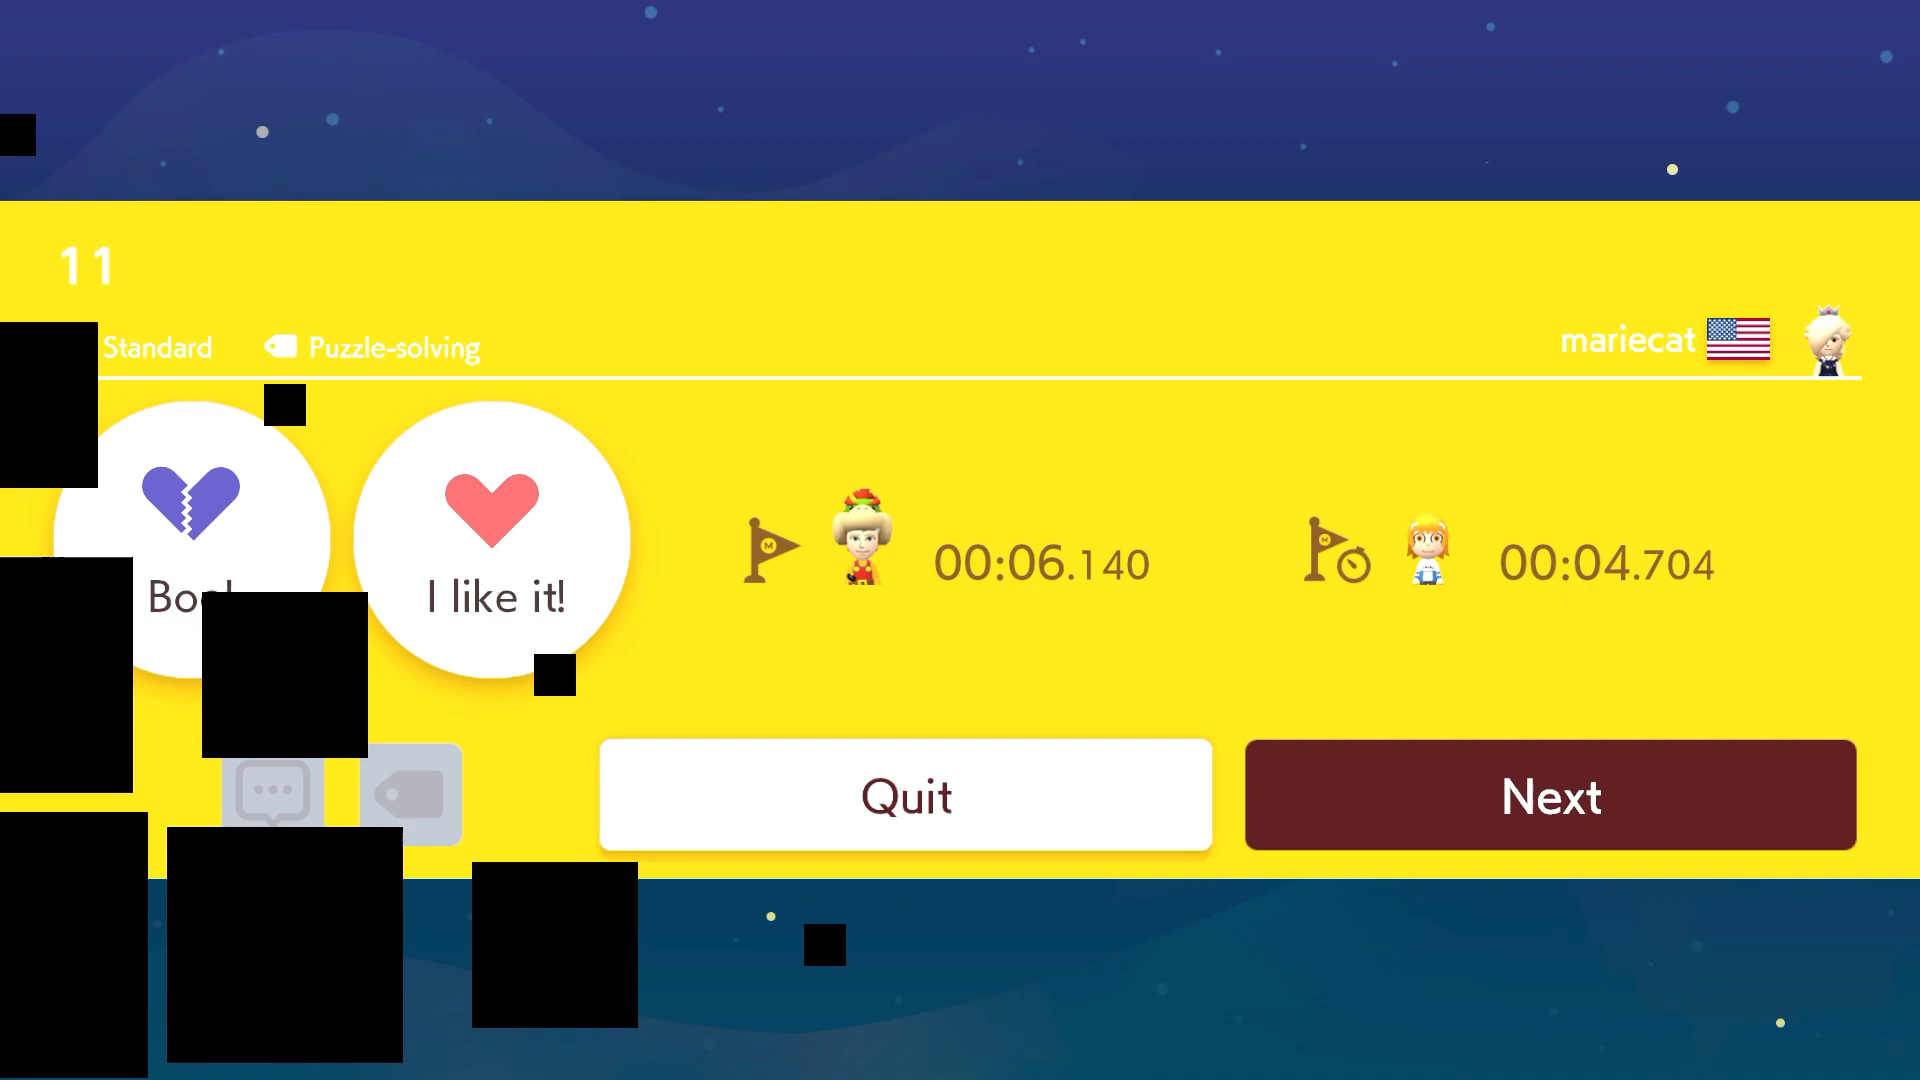 11
Standard Puzzle-solving
mariecat
I like it!
00:06.140
00:04.704
Quit
Next